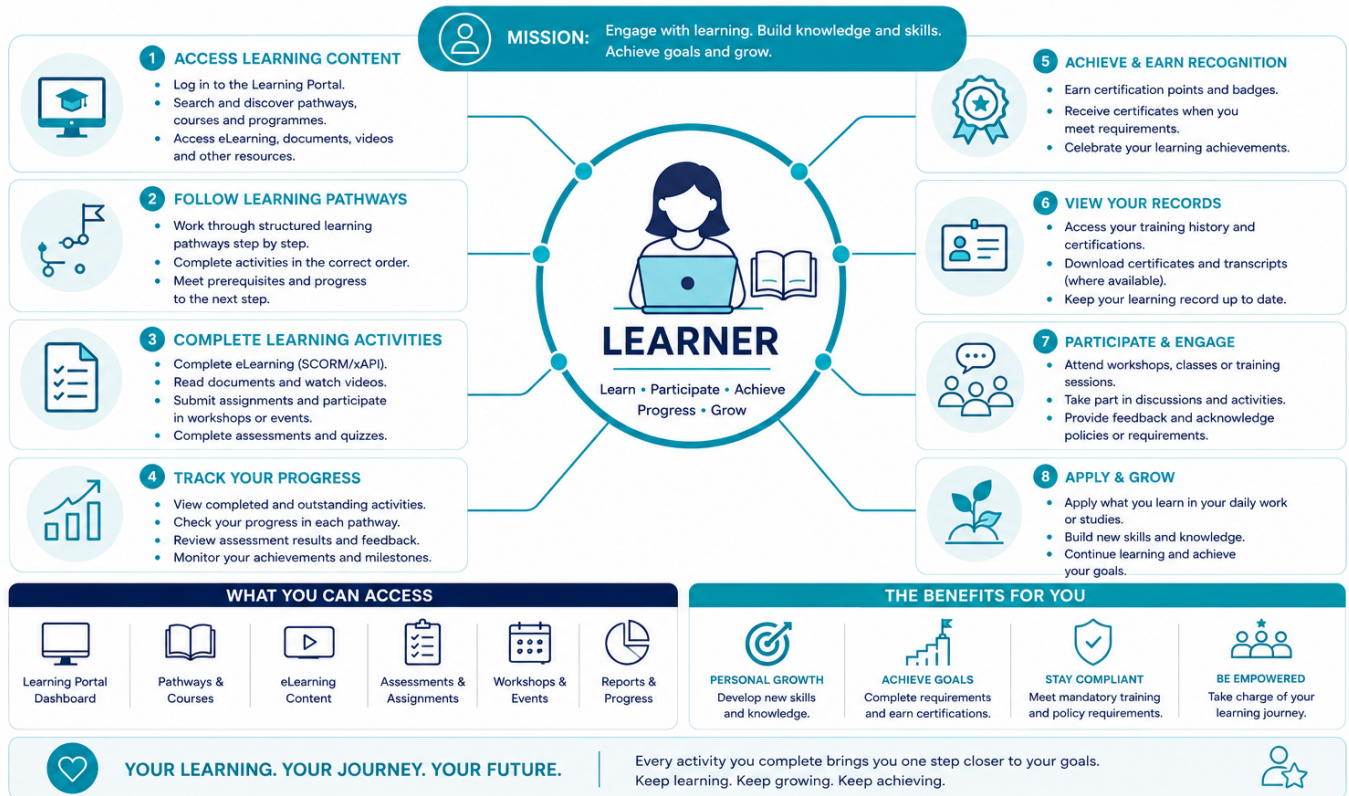 MISSION:
Engage with learning. Build knowledge and skills.
Achieve goals and grow.
1 ACCESS LEARNING CONTENT
• Log in to the Learning Portal.
• Search and discover pathways,
courses and programmes.
• Access eLearning, documents, videos
and other resources.
2 FOLLOW LEARNING PATHWAYS
• Work through structured learning
pathways step by step.
• Complete activities in the correct order.
• Meet prerequisites and progress
to the next step.
3 COMPLETE LEARNING ACTIVITIES
• Complete eLearning (SCORM/xAPI).
• Read documents and watch videos.
• Submit assignments and participate
in workshops or events.
• Complete assessments and quizzes.
4 TRACK YOUR PROGRESS
• View completed and outstanding activities.
• Check your progress in each pathway.
• Review assessment results and feedback.
• Monitor your achievements and milestones.
LEARNER
Learn • Participate • Achieve
Progress • Grow
5 ACHIEVE & EARN RECOGNITION
• Earn certification points and badges.
• Receive certificates when you
meet requirements.
• Celebrate your learning achievements.
6 VIEW YOUR RECORDS
• Access your training history and
certifications.
• Download certificates and transcripts
(where available).
• Keep your learning record up to date.
7 PARTICIPATE & ENGAGE
• Attend workshops, classes or training
sessions.
• Take part in discussions and activities.
• Provide feedback and acknowledge
policies or requirements.
8 APPLY & GROW
• Apply what you learn in your daily work
or studies.
• Build new skills and knowledge.
• Continue learning and achieve
your goals.
WHAT YOU CAN ACCESS
Learning Portal
Dashboard
Pathways &
Courses
eLearning
Content
Assessments &
Assignments
Workshops &
Events
Reports &
Progress
THE BENEFITS FOR YOU
PERSONAL GROWTH
Develop new skills
and knowledge.
ACHIEVE GOALS
Complete requirements
and earn certifications.
STAY COMPLIANT
Meet mandatory training
and policy requirements.
BE EMPOWERED
Take charge of your
learning journey.
YOUR LEARNING. YOUR JOURNEY. YOUR FUTURE.
Every activity you complete brings you one step closer to your goals.
Keep learning. Keep growing. Keep achieving.